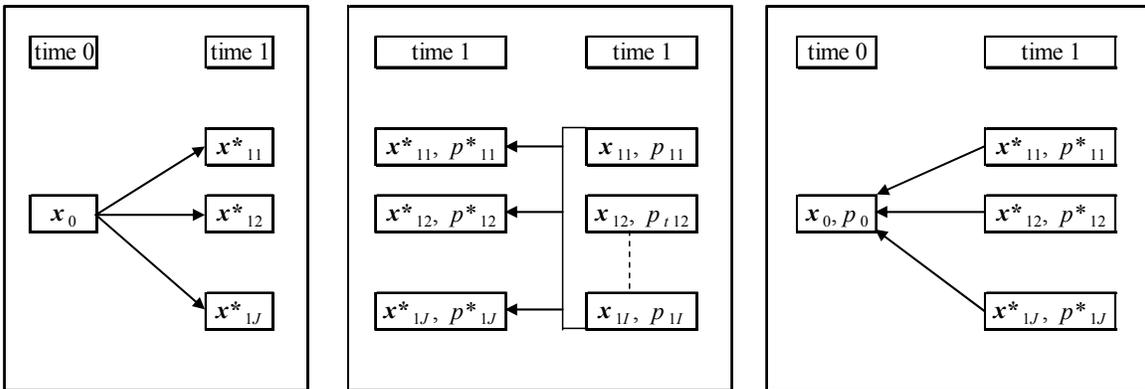 time 0 time 1
x*₁₁
x₀ x*₁₂
x*₁J
time 1 time 1
x*₁₁, p*₁₁ x₁₁, p₁₁
x*₁₂, p*₁₂ x₁₂, pₜ₁₂
x*₁J, p*₁J x₁I, p₁I
time 0 time 1
x*₁₁, p*₁₁
x₀, p₀ x*₁₂, p*₁₂
x*₁J, p*₁J